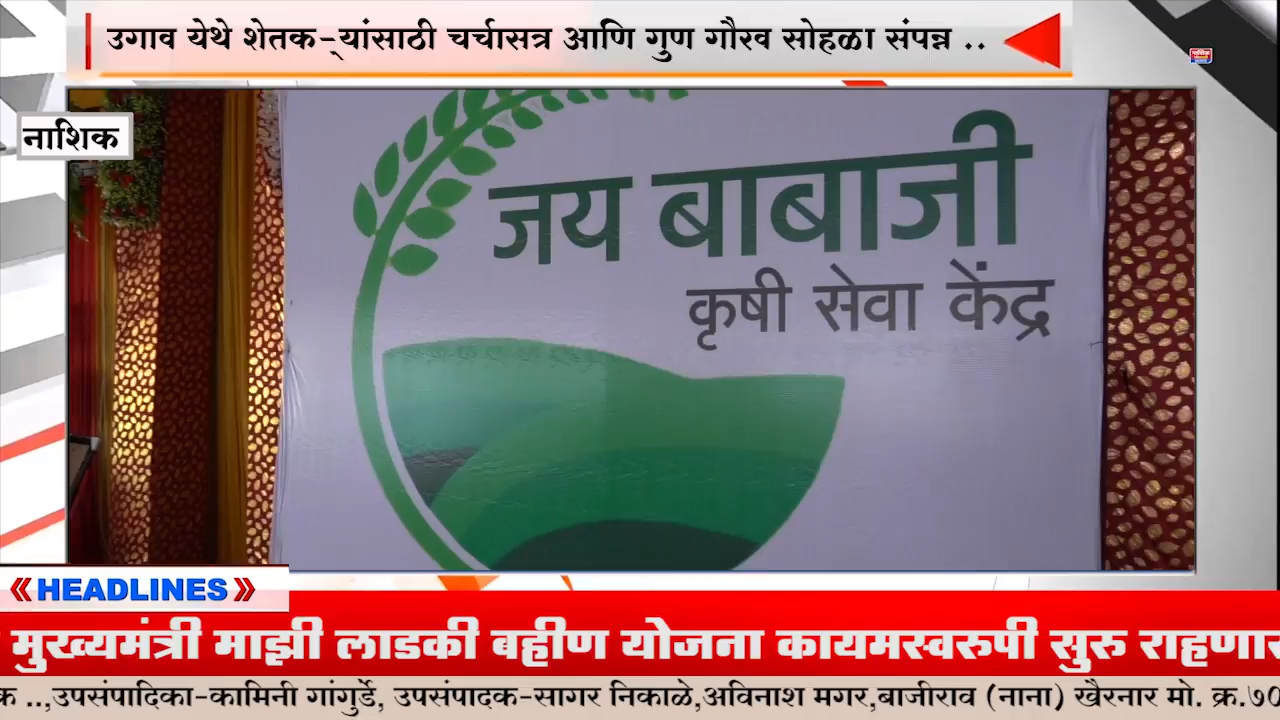 उगाव येथे शेतक-यांसाठी चर्चासत्र आणि गुण गौरव सोहळा संपन्न ..
नाशिक
जय बाबाजी
कृषी सेवा केंद्र
HEADLINES
मुख्यमंत्री माझी लाडकी बहीण योजना कायमस्वरुपी सुरु राहणार
क ..,उपसंपादिका-कामिनी गांगुर्डे, उपसंपादक-सागर निकाळे,अविनाश मगर,बाजीराव (नाना) खैरनार मो. क्र.७०